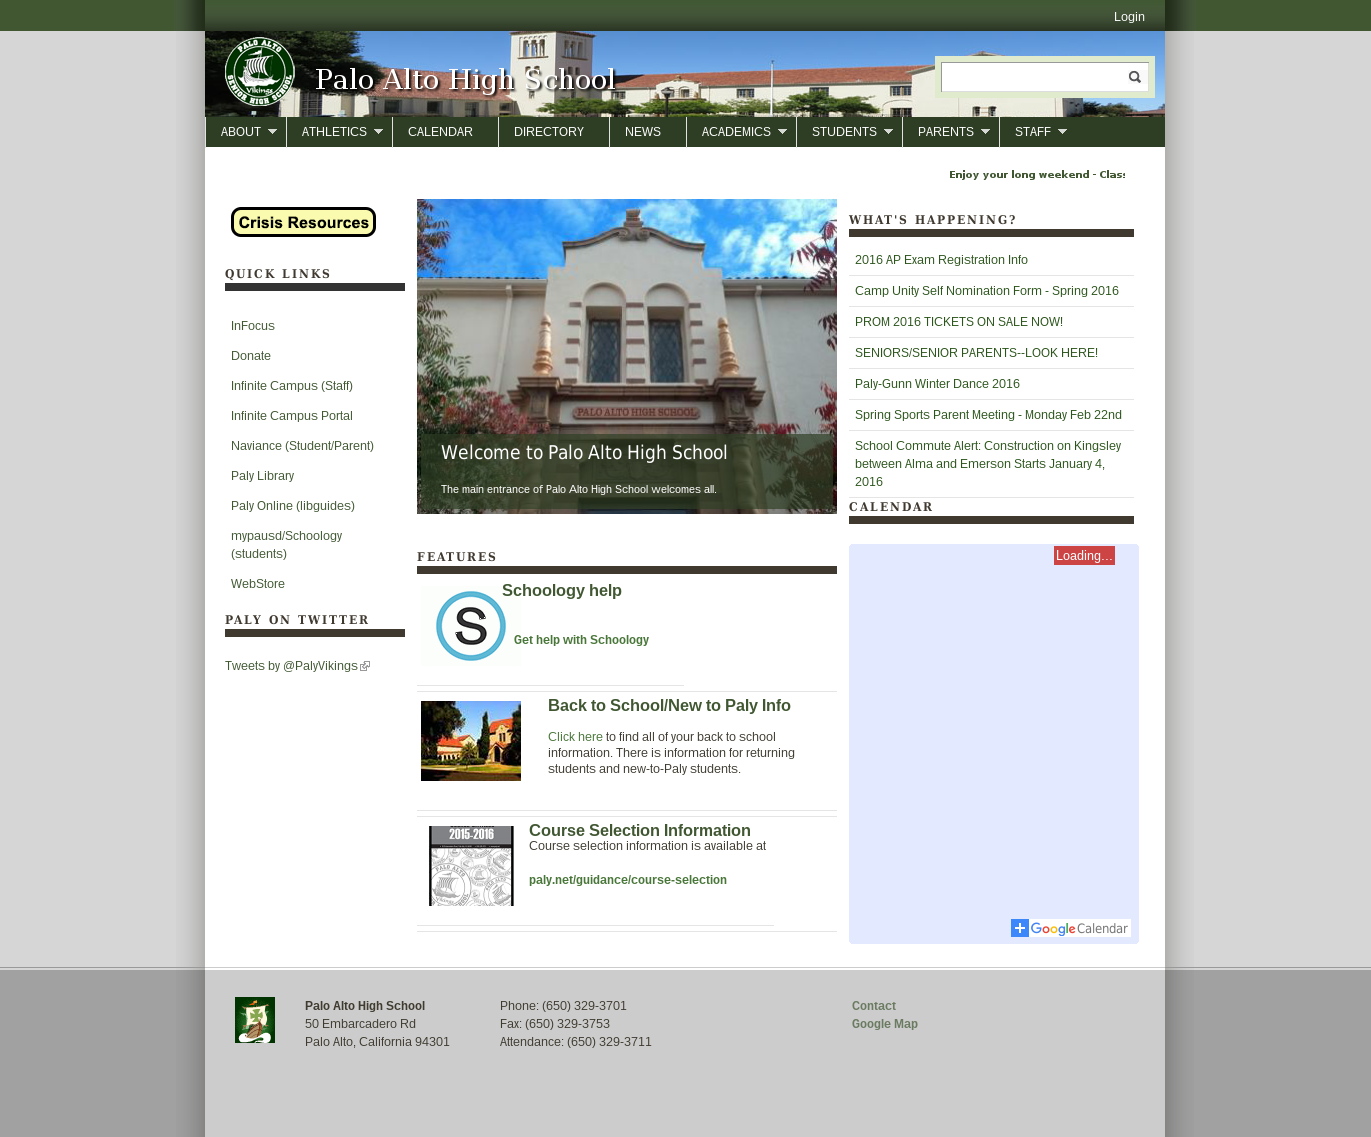 Login
PALO ALTO
SENIOR HIGH SCHOOL
Vikings
Palo Alto High School
ABOUT
ATHLETICS
CALENDAR
DIRECTORY
NEWS
ACADEMICS
STUDENTS
PARENTS
STAFF
Enjoy your long weekend - Clas
Crisis Resources
QUICK LINKS
InFocus
Donate
Infinite Campus (Staff)
Infinite Campus Portal
Naviance (Student/Parent)
Paly Library
Paly Online (libguides)
mypausd/Schoology
(students)
WebStore
PALY ON TWITTER
Tweets by @PalyVikings
PALO ALTO HIGH SCHOOL
Welcome to Palo Alto High School
The main entrance of Palo Alto High School welcomes all.
FEATURES
Schoology help
S
Get help with Schoology
Back to School/New to Paly Info
Click here to find all of your back to school
information. There is information for returning
students and new-to-Paly students.
2015-2016
Course Selection Information
Course selection information is available at
paly.net/guidance/course-selection
WHAT'S HAPPENING?
2016 AP Exam Registration Info
Camp Unity Self Nomination Form - Spring 2016
PROM 2016 TICKETS ON SALE NOW!
SENIORS/SENIOR PARENTS--LOOK HERE!
Paly-Gunn Winter Dance 2016
Spring Sports Parent Meeting - Monday Feb 22nd
School Commute Alert: Construction on Kingsley
between Alma and Emerson Starts January 4,
2016
CALENDAR
Loading...
Google Calendar
Palo Alto High School
50 Embarcadero Rd
Palo Alto, California 94301
Phone: (650) 329-3701
Fax: (650) 329-3753
Attendance: (650) 329-3711
Contact
Google Map